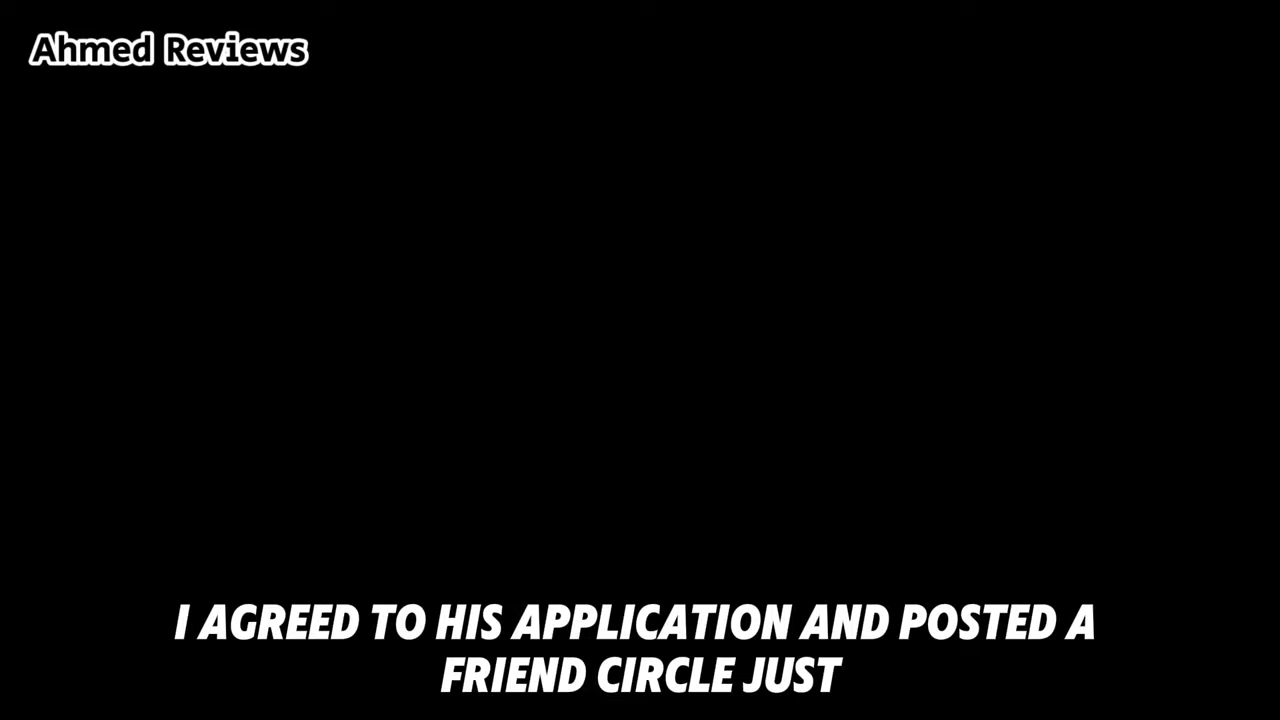 Ahmed Reviews
I AGREED TO HIS APPLICATION AND POSTED A
FRIEND CIRCLE JUST